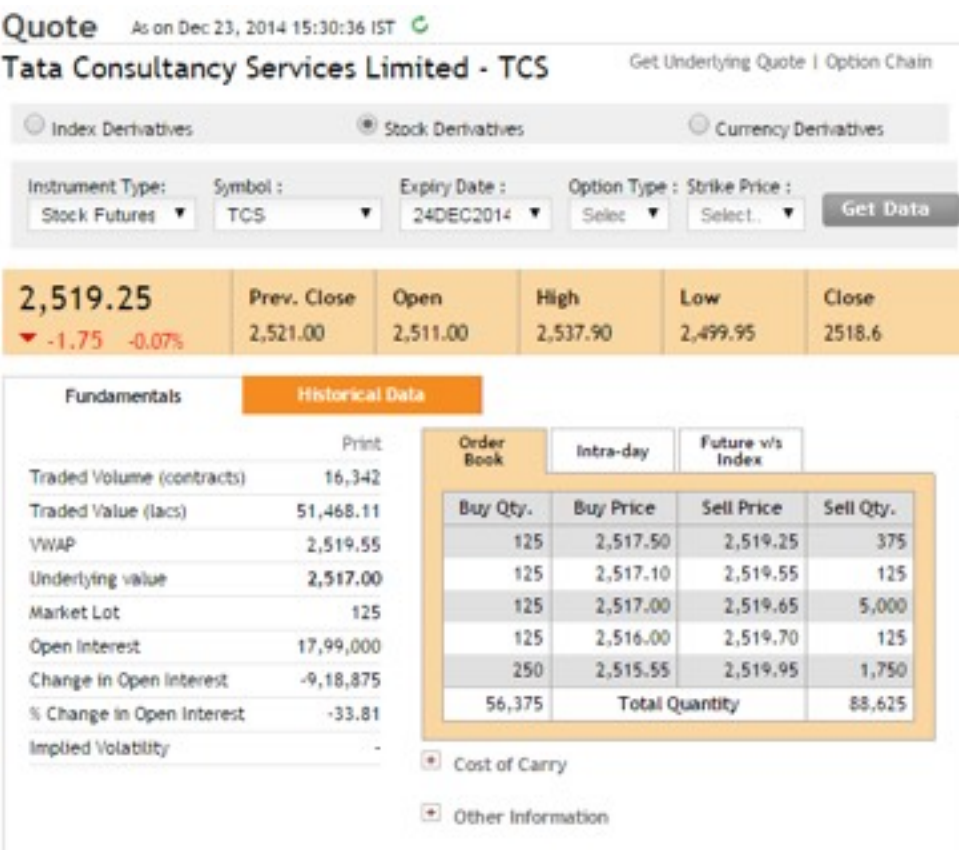 Quote As on Dec 23, 2014 15:30:36 IST
Tata Consultancy Services Limited - TCS Get Underlying Quote | Option Chain
Index Derivatives Stock Derivatives Currency Derivatives
Instrument Type: Symbol : Expiry Date : Option Type : Strike Price :
Stock Futures TCS 24DEC2014 Selec Select.. Get Data
2,519.25 Prev. Close Open High Low Close
-1.75 -0.07% 2,521.00 2,511.00 2,537.90 2,499.95 2518.6
Fundamentals Historical Data
Print
Traded Volume (contracts) 16,342
Traded Value (lacs) 51,468.11
VWAP 2,519.55
Underlying value 2,517.00
Market Lot 125
Open Interest 17,99,000
Change in Open Interest -9,18,875
% Change in Open Interest -33.81
Implied Volatility -
Order Book Intra-day Future v/s Index
Buy Qty. Buy Price Sell Price Sell Qty.
125 2,517.50 2,519.25 375
125 2,517.10 2,519.55 125
125 2,517.00 2,519.65 5,000
125 2,516.00 2,519.70 125
250 2,515.55 2,519.95 1,750
56,375 Total Quantity 88,625
Cost of Carry
Other Information